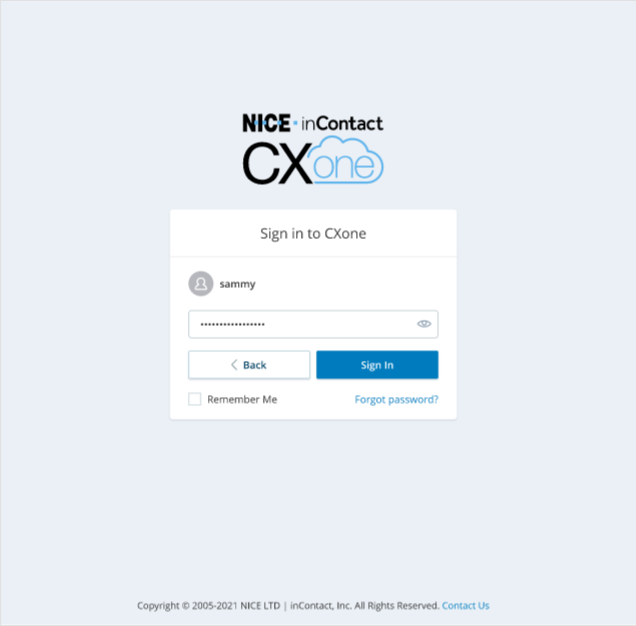 NICE inContact
CXone
Sign in to CXone
sammy
••••••••••••••••
Back Sign In
Remember Me Forgot password?
Copyright © 2005-2021 NICE LTD | inContact, Inc. All Rights Reserved. Contact Us